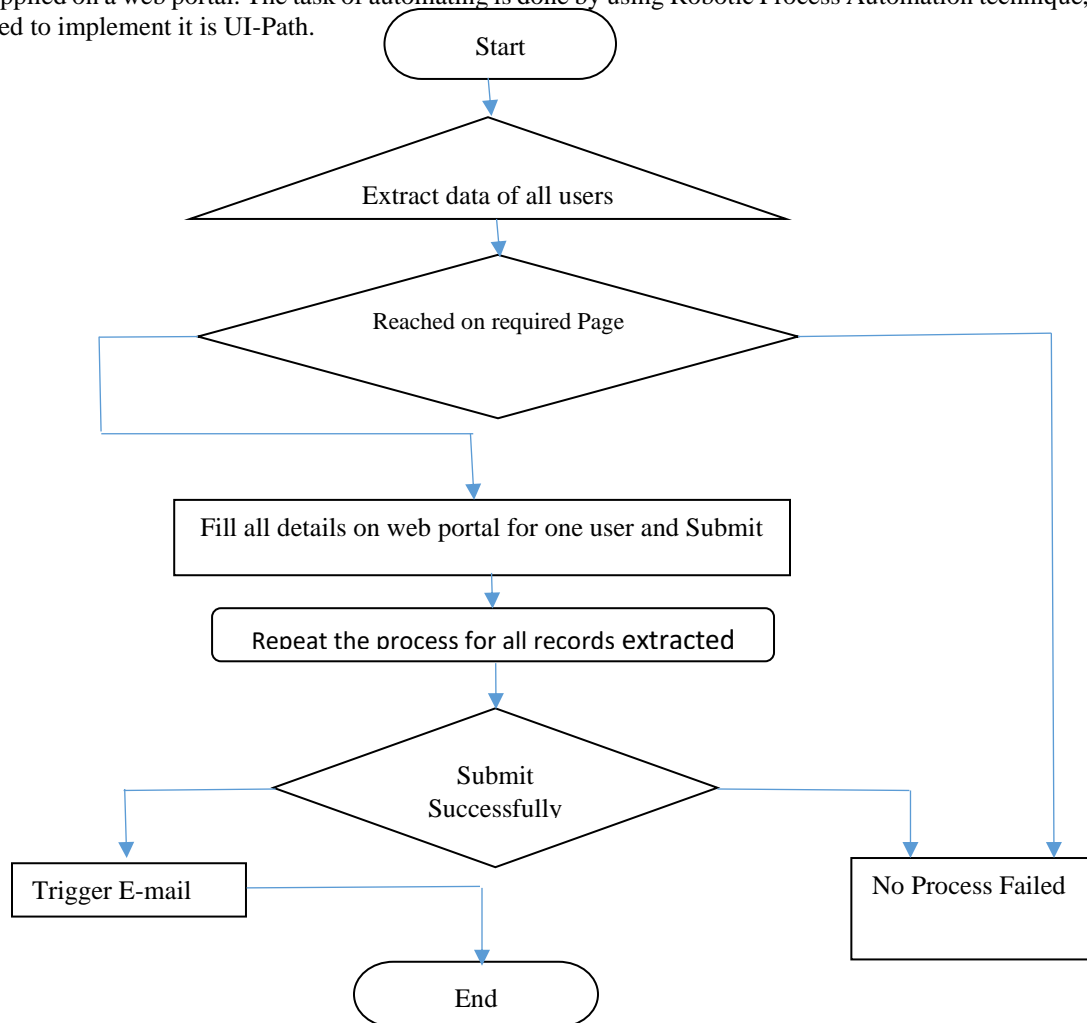 applied on a web portal. The task of automating is done by using Robotic Process Automation technique,
ed to implement it is UI-Path.
Start
Extract data of all users
Reached on required Page
Fill all details on web portal for one user and Submit
Repeat the process for all records extracted
Submit
Successfully
Trigger E-mail
No Process Failed
End